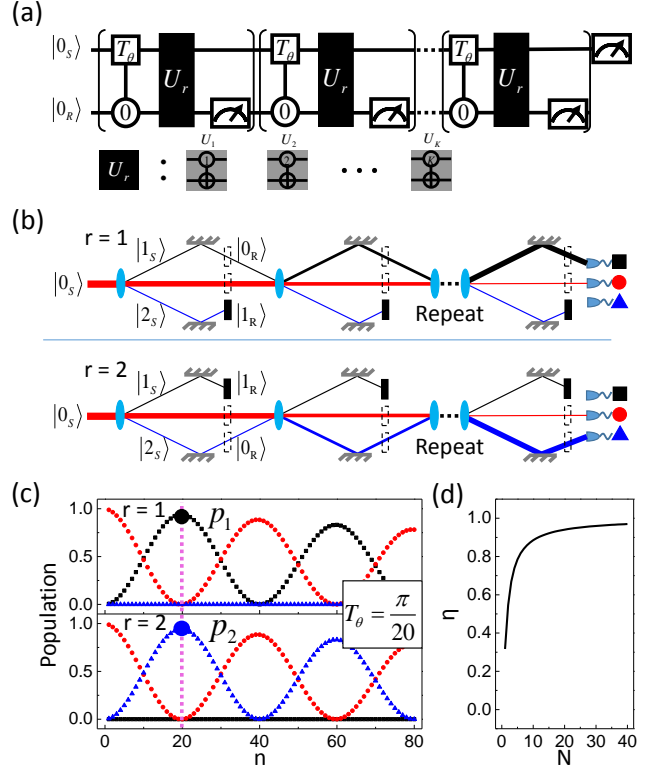 (a)
|0_S⟩ T_θ U_r T_θ U_r T_θ U_r
|0_R⟩ 0 0 0
U_1 U_2 U_K
U_r : 1 2 ... K
(b)
r = 1 |1_S⟩ |0_R⟩
|0_S⟩
|2_S⟩ |1_R⟩ Repeat
r = 2 |1_S⟩ |1_R⟩
|0_S⟩
|2_S⟩ |0_R⟩ Repeat
(c) (d)
r = 1 p_1
1.0
0.5
0.0
T_θ = π/20
r = 2 p_2
1.0
0.5
0.0
0 20 40 60 80
n
Population
1.0
0.8
0.6
0.4
0.2
0.0
0 10 20 30 40
N
η